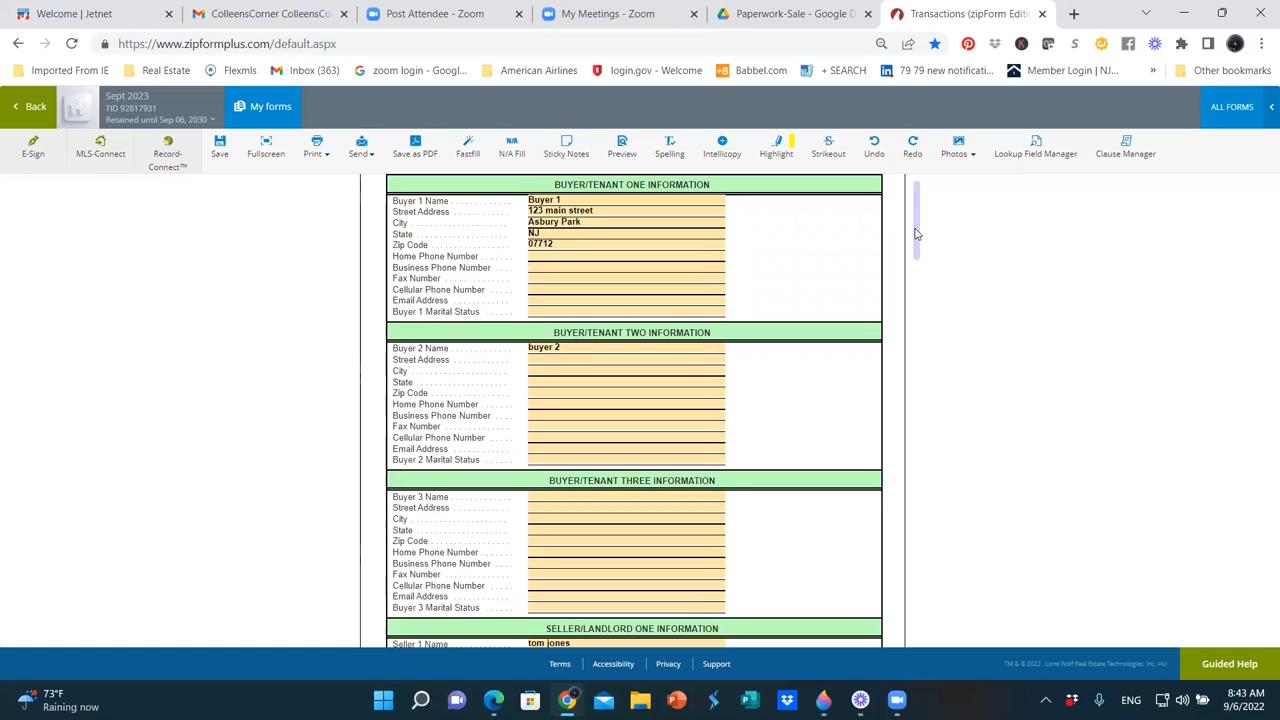 Jetnet
CollensCorner ColleensCo
Post Attendee - Zoom
My Meetings - Zoom
Paperwork-Sale - Google D
Transactions (zipForm Editi
https://www.zipformplus.com/default.aspx
Imported From IE
Real Estate
Flexmls
Inbox (363)
zoom login - Goog...
American Airlines
login.gov - Welcome
Babbel.com
+ SEARCH
79 79 new notificati...
Member Login | NJ...
Other bookmarks
Back
Sept 2023
TID 92817931
Retained until Sep 06, 2030
My forms
ALL FORMS
Sign
MLS-Connect
Record-
Connect℠
Save
Fullscreen
Print
Send
Save as PDF
Fastfill
N/A
N/A Fill
Sticky Notes
Preview
Spelling
Intellicopy
Highlight
Strikeout
Undo
Redo
Photos
Lookup Field Manager
Clause Manager
BUYER/TENANT ONE INFORMATION
Buyer 1 Name . . . . . . . . . . . Buyer 1
Street Address . . . . . . . . . . 123 main street
City . . . . . . . . . . Asbury Park
State . . . . . . . . . . NJ
Zip Code . . . . . . . . . . 07712
Home Phone Number . . . . . .
Business Phone Number . . . .
Fax Number . . . . . . . . . .
Cellular Phone Number . . . . .
Email Address . . . . . . . . . .
Buyer 1 Marital Status . . . . . .
BUYER/TENANT TWO INFORMATION
Buyer 2 Name . . . . . . . . . . . buyer 2
Street Address . . . . . . . . . .
City . . . . . . . . . .
State . . . . . . . . . .
Zip Code . . . . . . . . . .
Home Phone Number . . . . . .
Business Phone Number . . . .
Fax Number . . . . . . . . . .
Cellular Phone Number . . . . .
Email Address . . . . . . . . . .
Buyer 2 Marital Status . . . . . .
BUYER/TENANT THREE INFORMATION
Buyer 3 Name . . . . . . . . . . .
Street Address . . . . . . . . . .
City . . . . . . . . . .
State . . . . . . . . . .
Zip Code . . . . . . . . . .
Home Phone Number . . . . . .
Business Phone Number . . . .
Fax Number . . . . . . . . . .
Cellular Phone Number . . . . .
Email Address . . . . . . . . . .
Buyer 3 Marital Status . . . . . .
SELLER/LANDLORD ONE INFORMATION
Seller 1 Name . . . . . . . . . . . tom jones
Terms
Accessibility
Privacy
Support
TM & © 2022 , Lone Wolf Real Estate Technologies, Inc.
Guided Help
73°F
Raining now
ENG
8:43 AM
9/6/2022